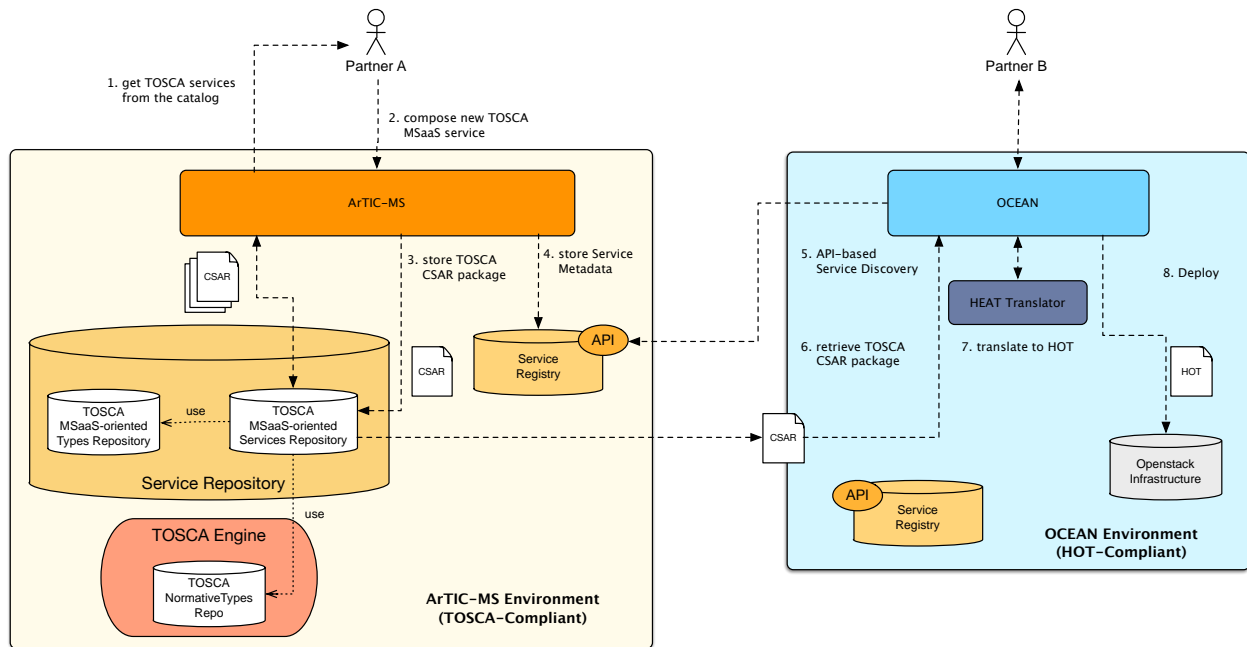 Partner A
Partner B
1. get TOSCA services
from the catalog
2. compose new TOSCA
MSaaS service
ArTIC-MS
OCEAN
CSAR
3. store TOSCA
CSAR package
4. store Service
Metadata
5. API-based
Service Discovery
8. Deploy
HEAT Translator
API
Service
Registry
6. retrieve TOSCA
CSAR package
7. translate to HOT
CSAR
HOT
TOSCA
MSaaS-oriented
Types Repository
use
TOSCA
MSaaS-oriented
Services Repository
CSAR
Openstack
Infrastructure
Service Repository
API
Service
Registry
use
TOSCA Engine
OCEAN Environment
(HOT-Compliant)
TOSCA
NormativeTypes
Repo
ArTIC-MS Environment
(TOSCA-Compliant)